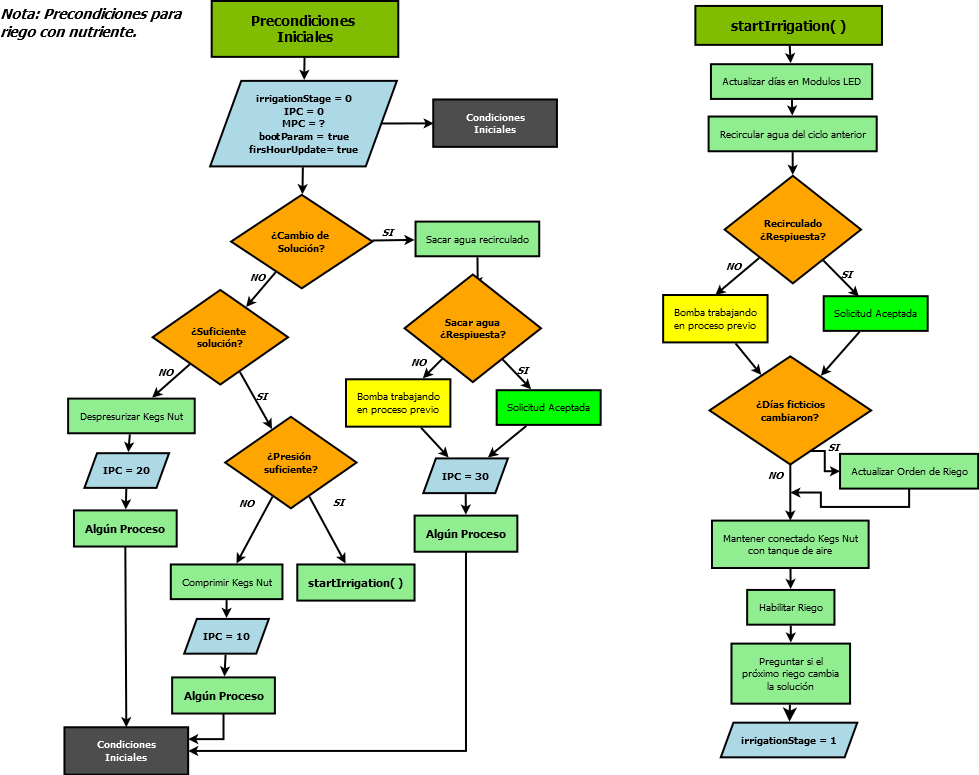 Nota: Precondiciones para
riego con nutriente.
Precondiciones
Iniciales
irrigationStage = 0
IPC = 0
MPC = ?
bootParam = true
firsHourUpdate= true
Condiciones
Iniciales
¿Cambio de
Solución?
SI
Sacar agua recirculado
NO
¿Suficiente
solución?
Sacar agua
¿Respiuesta?
NO
SI
NO
SI
Despresurizar Kegs Nut
Bomba trabajando
en proceso previo
Solicitud Aceptada
IPC = 20
¿Presión
suficiente?
IPC = 30
Algún Proceso
NO
SI
Algún Proceso
Comprimir Kegs Nut
startIrrigation( )
IPC = 10
Algún Proceso
Condiciones
Iniciales
startIrrigation( )
Actualizar días en Modulos LED
Recircular agua del ciclo anterior
Recirculado
¿Respiuesta?
NO
SI
Bomba trabajando
en proceso previo
Solicitud Aceptada
¿Días ficticios
cambiaron?
SI
NO
Actualizar Orden de Riego
Mantener conectado Kegs Nut
con tanque de aire
Habilitar Riego
Preguntar si el
próximo riego cambia
la solución
irrigationStage = 1